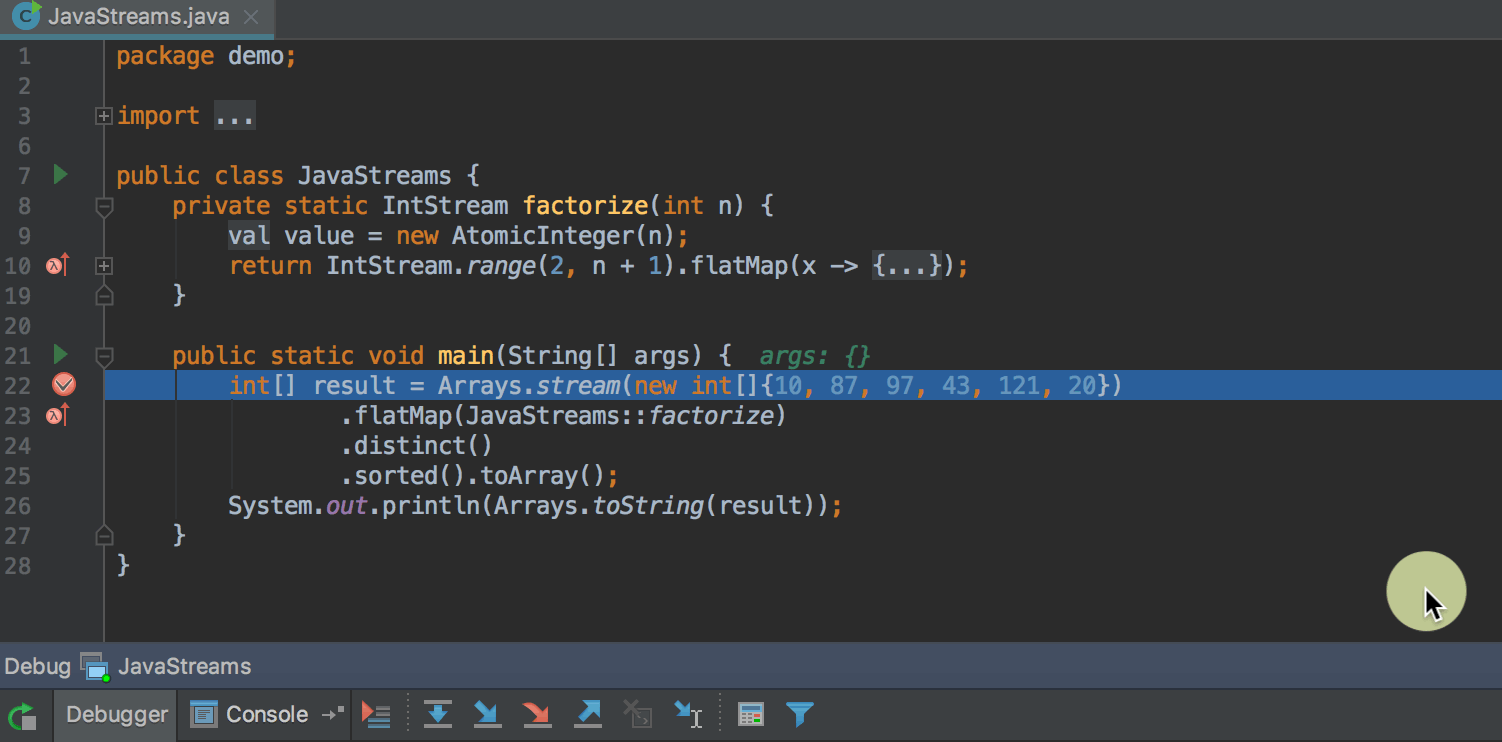 JavaStreams.java
1 package demo;
2
3 import ...
6
7 public class JavaStreams {
8 private static IntStream factorize(int n) {
9 val value = new AtomicInteger(n);
10 return IntStream.range(2, n + 1).flatMap(x -> {...});
19 }
20
21 public static void main(String[] args) { args: {}
22 int[] result = Arrays.stream(new int[]{10, 87, 97, 43, 121, 20})
23 .flatMap(JavaStreams::factorize)
24 .distinct()
25 .sorted().toArray();
26 System.out.println(Arrays.toString(result));
27 }
28 }
Debug JavaStreams
Debugger Console